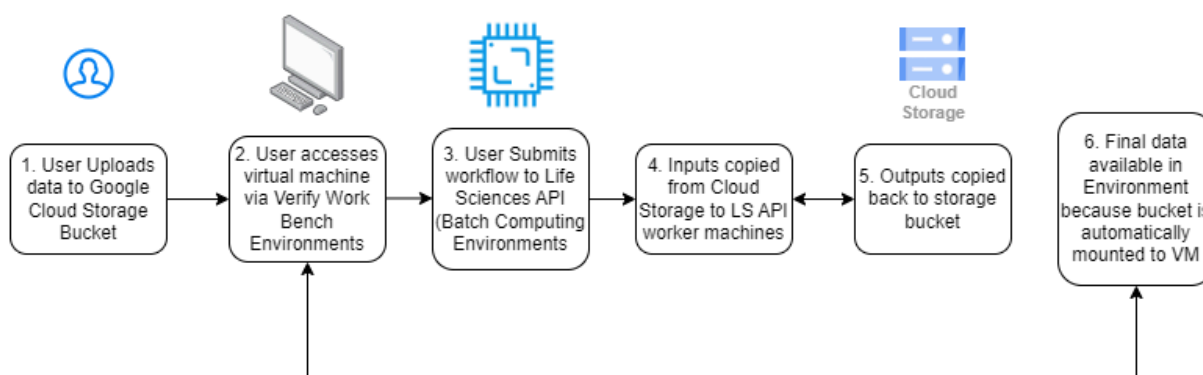 Cloud
Storage
1. User Uploads
data to Google
Cloud Storage
Bucket
2. User accesses
virtual machine
via Verify Work
Bench
Environments
3. User Submits
workflow to Life
Sciences API
(Batch Computing
Environments
4. Inputs copied
from Cloud
Storage to LS API
worker machines
5. Outputs copied
back to storage
bucket
6. Final data
available in
Environment
because bucket is
automatically
mounted to VM